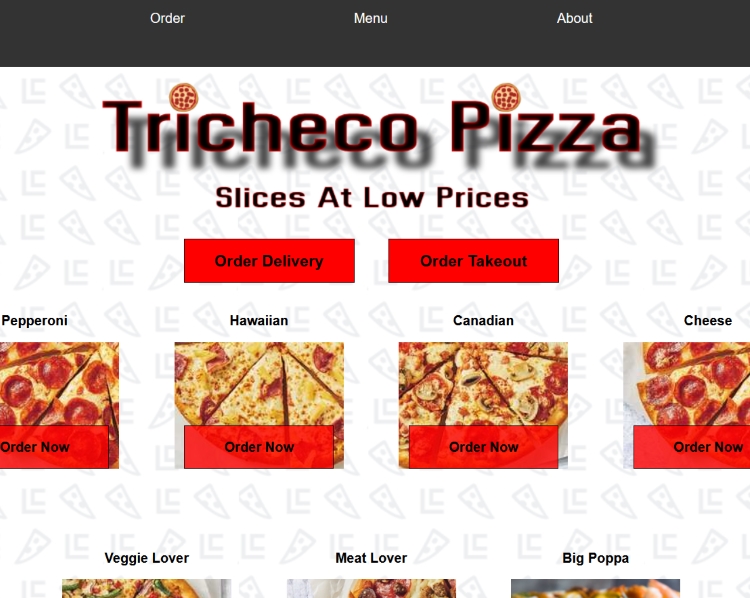 Order Menu About
Tricheco Pizza
Slices At Low Prices
Order Delivery Order Takeout
Pepperoni Hawaiian Canadian Cheese
Order Now Order Now Order Now Order Now
Veggie Lover Meat Lover Big Poppa